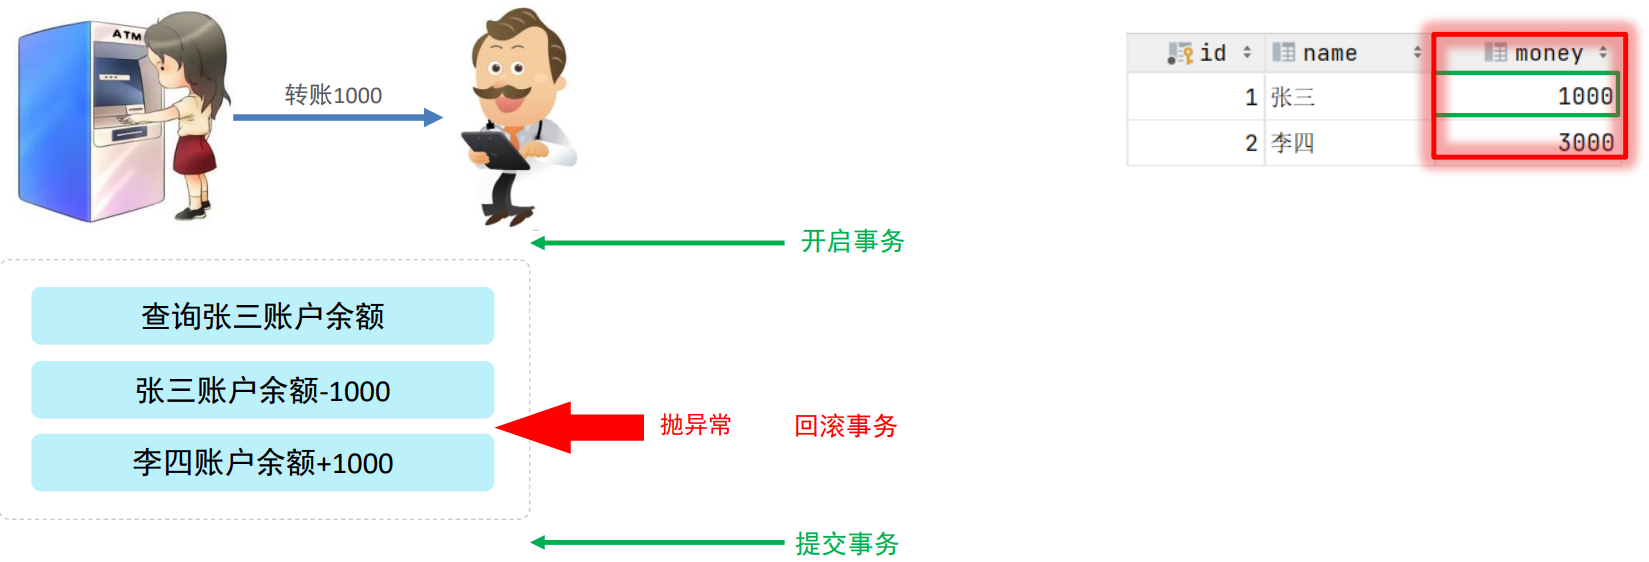 ATM
转账1000
id name money
1 张三 1000
2 李四 3000
开启事务
查询张三账户余额
张三账户余额-1000
抛异常 回滚事务
李四账户余额+1000
提交事务